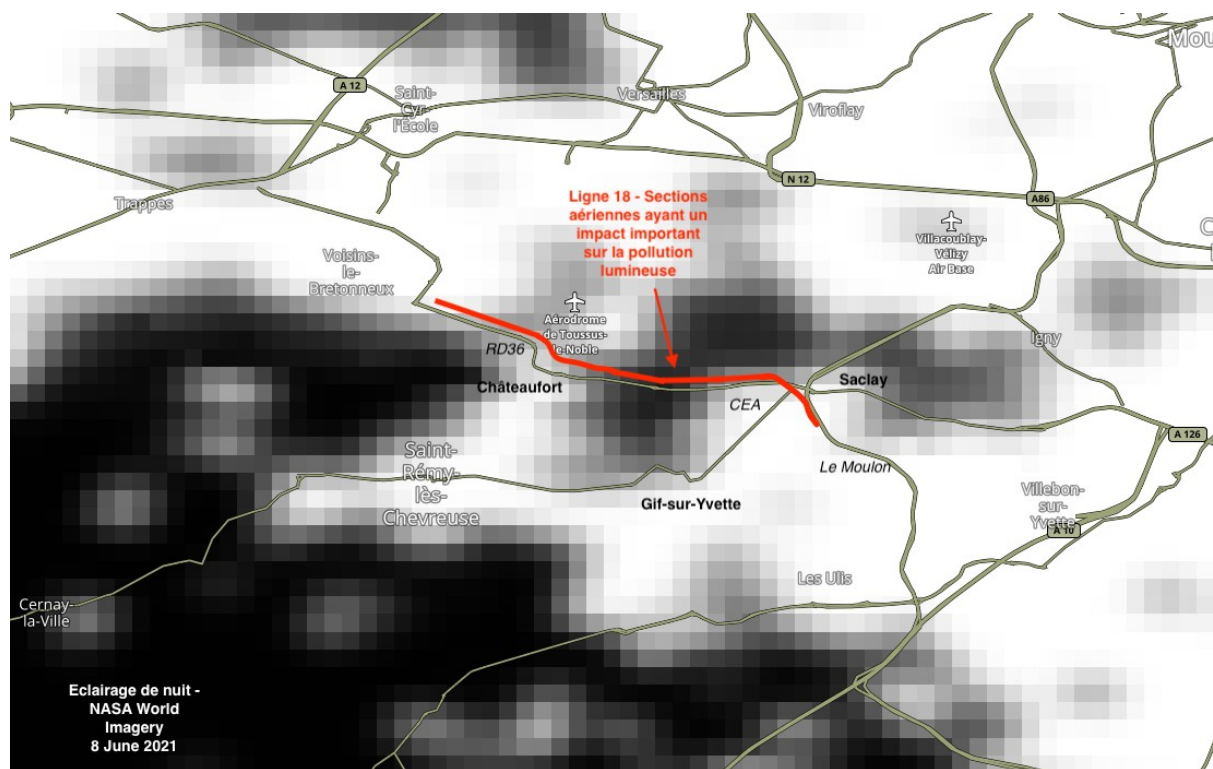 Mou
A 12
Saint-
Cyr-
l'École
Versailles
Viroflay
N 12
Trappes
A86
Ligne 18 - Sections
aériennes ayant un
impact important
sur la pollution
lumineuse
Villacoublay-
Vélizy
Air Base
C
Voisins-
le-
Bretonneux
Aérodrome
de Toussus-
le-Noble
RD36
Igny
Châteaufort
Saclay
CEA
A 126
Saint-
Rémy-
lès-
Chevreuse
Le Moulon
Gif-sur-Yvette
Villebon-
sur-
Yvette
A 10
Les Ulis
Cernay-
la-Ville
Eclairage de nuit -
NASA World
Imagery
8 June 2021